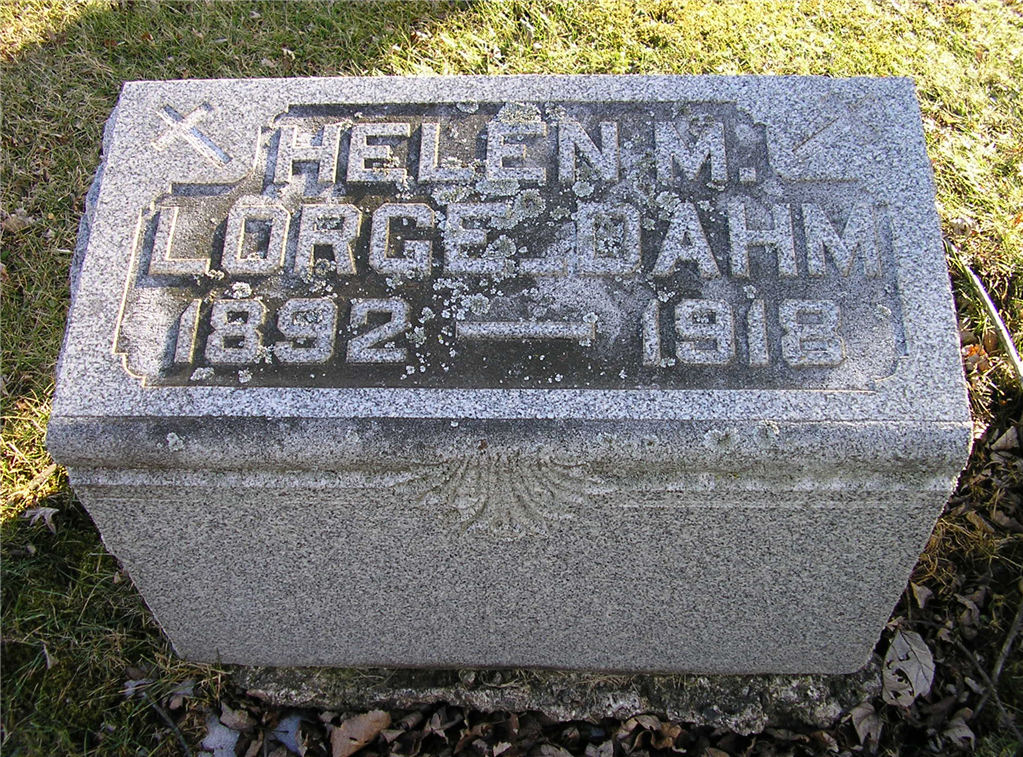 HELEN M.
LORGE DAHM
1892 — 1918